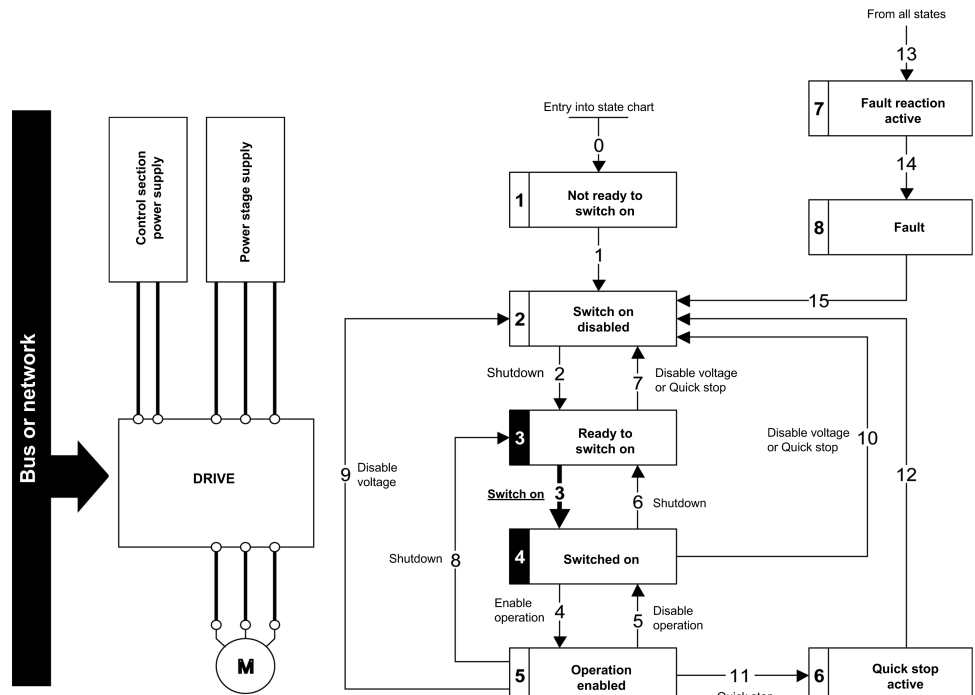 From all states
13
7
Fault reaction
active
14
8
Fault
15
Entry into state chart
0
1
Not ready to
switch on
1
2
Switch on
disabled
Shutdown 2
7
Disable voltage
or Quick stop
3
Ready to
switch on
Switch on 3
6 Shutdown
4
Switched on
Disable voltage
or Quick stop
10
12
9 Disable
voltage
Shutdown 8
Enable
operation
4
5
Disable
operation
5
Operation
enabled
11
Quick stop
6
Quick stop
active
Bus or network
Control section
power supply
Power stage supply
DRIVE
M